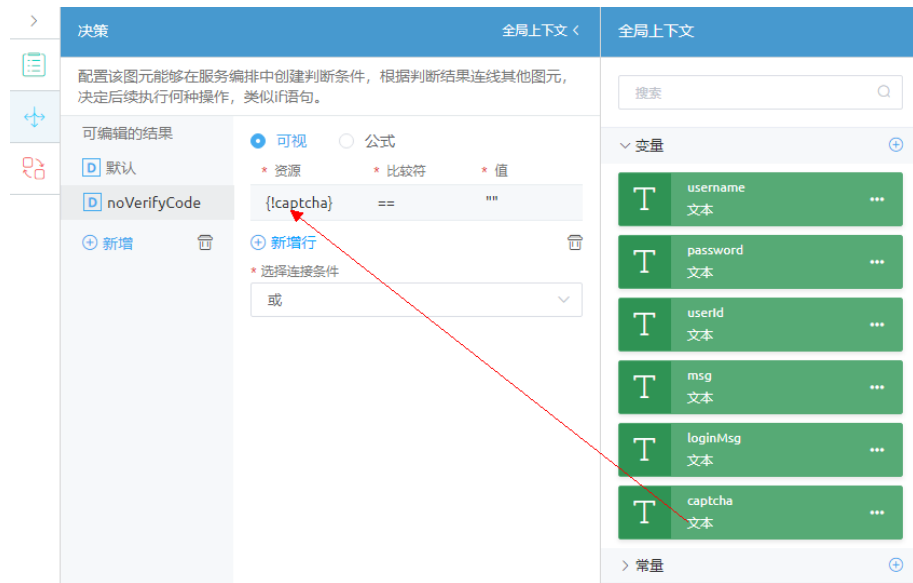 决策
全局上下文
配置该图元能够在服务编排中创建判断条件，根据判断结果连线其他图元，
决定后续执行何种操作，类似if语句。
可编辑的结果
D 默认
D noVerifyCode
新增
可视 公式
* 资源 * 比较符 * 值
{!captcha} == ""
新增行
* 选择连接条件
或
全局上下文
搜索
变量
T username
文本
T password
文本
T userId
文本
T msg
文本
T loginMsg
文本
T captcha
文本
常量